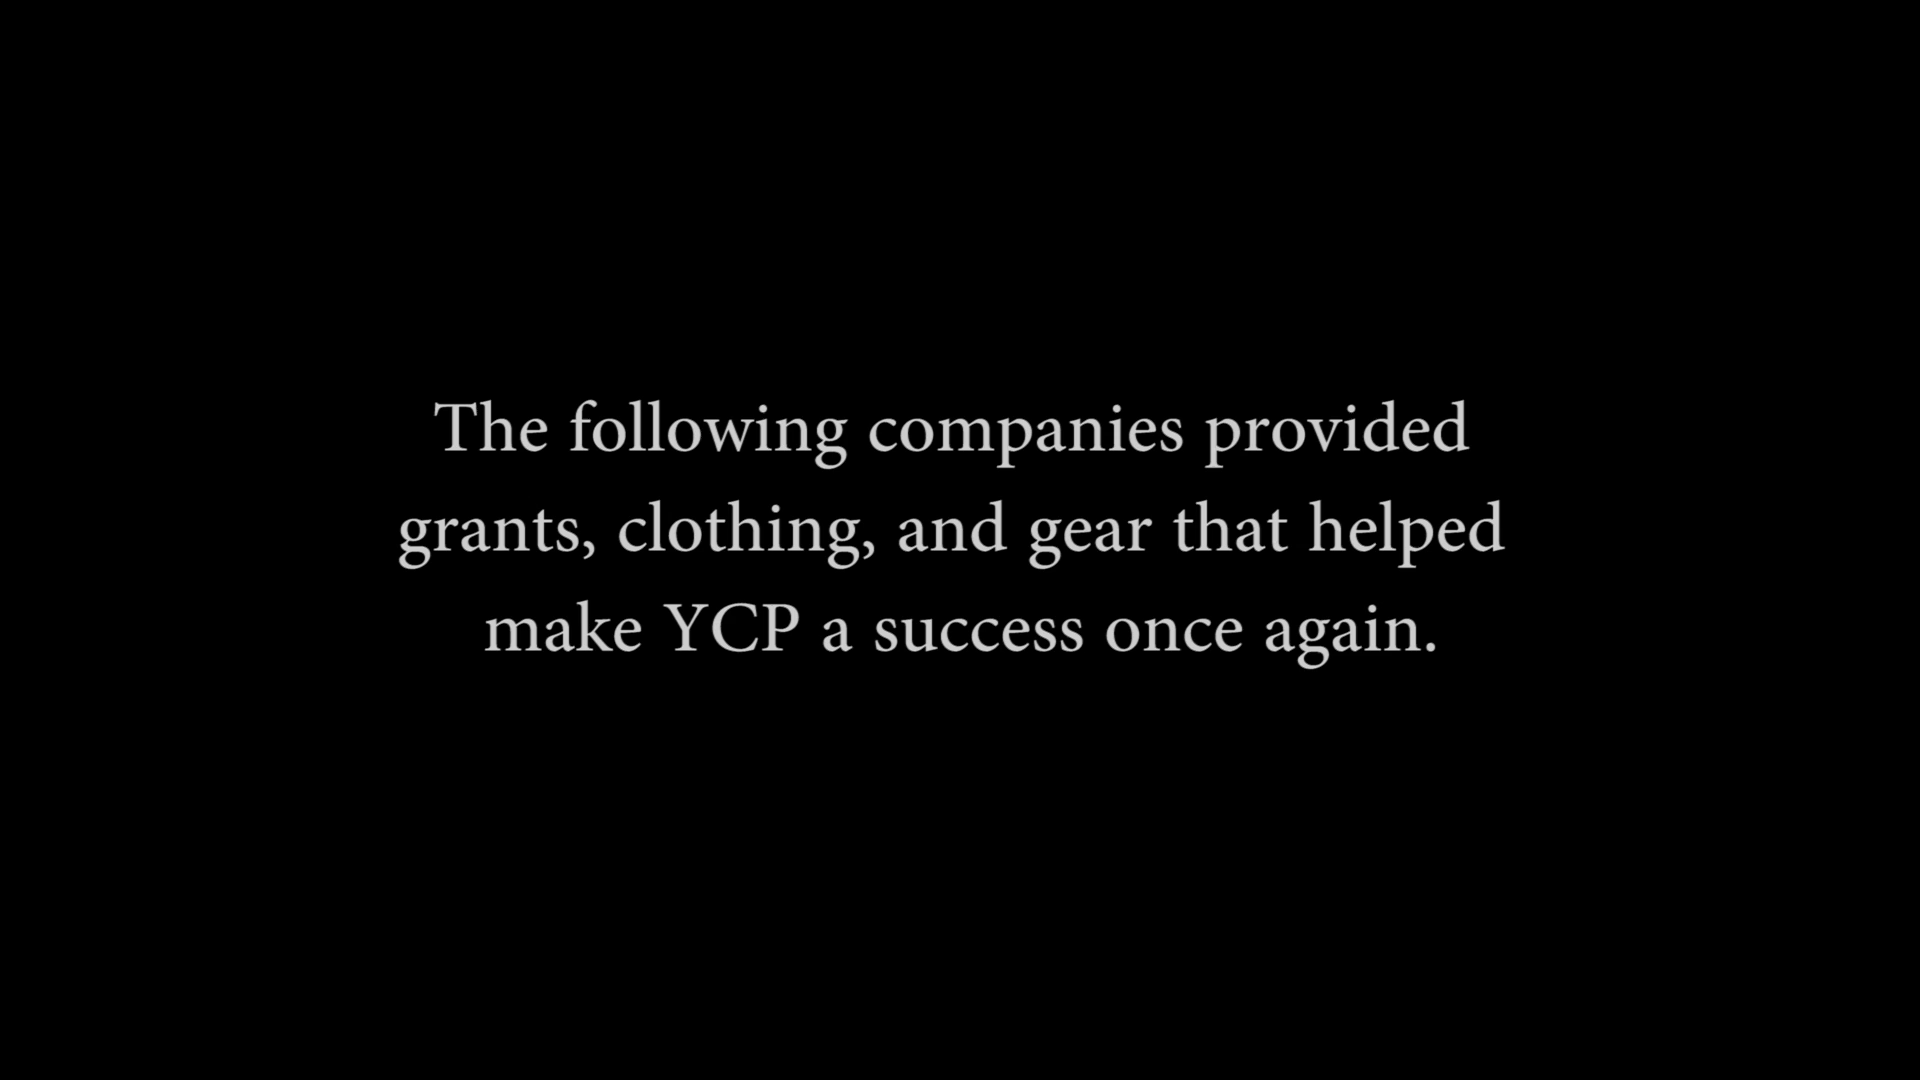 The following companies provided
grants, clothing, and gear that helped
make YCP a success once again.